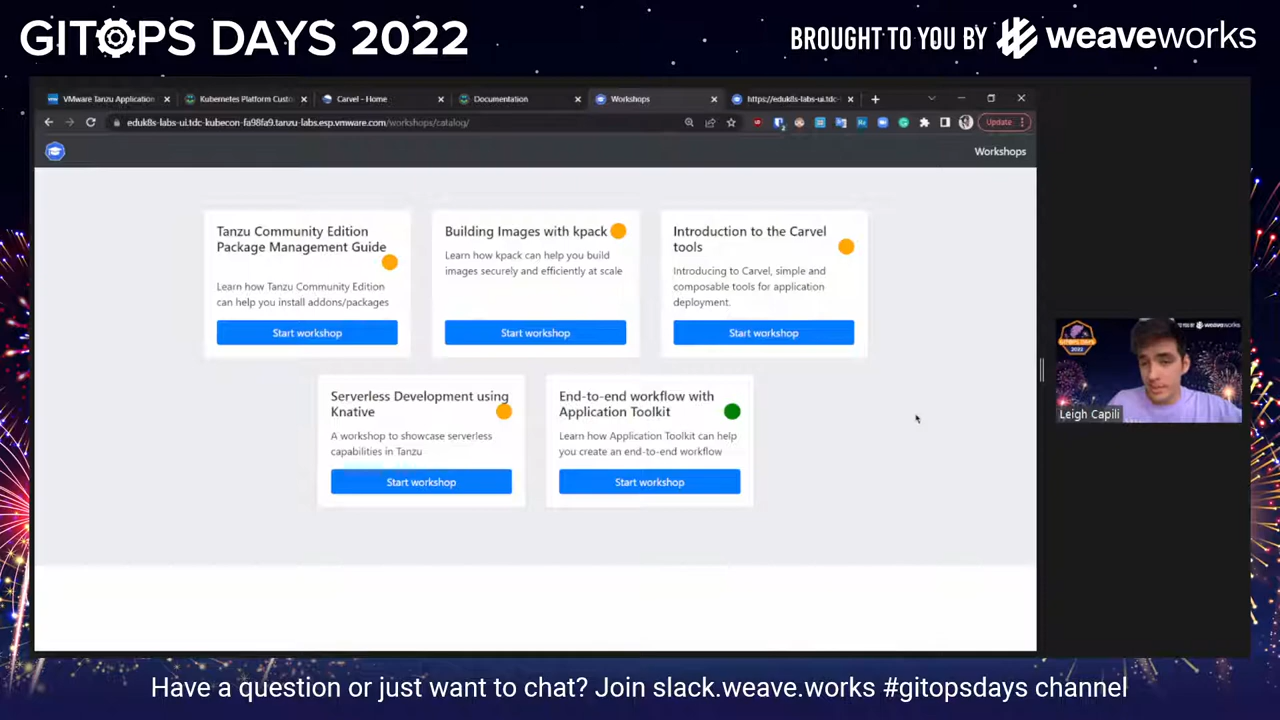 GITOPS DAYS 2022
BROUGHT TO YOU BY weaveworks
VMware Tanzu Application
Kubernetes Platform Custo
Carvel - Home
Documentation
Workshops
https://eduk8s-labs-ui.tdc-
eduk8s-labs-ui.tdc-kubecon-fa98fa9.tanzu-labs.esp.vmware.com/workshops/catalog/
Update
Workshops
Tanzu Community Edition
Package Management Guide
Learn how Tanzu Community Edition
can help you install addons/packages
Start workshop
Building Images with kpack
Learn how kpack can help you build
images securely and efficiently at scale
Start workshop
Introduction to the Carvel
tools
Introducing to Carvel, simple and
composable tools for application
deployment.
Start workshop
Serverless Development using
Knative
A workshop to showcase serverless
capabilities in Tanzu
Start workshop
End-to-end workflow with
Application Toolkit
Learn how Application Toolkit can help
you create an end-to-end workflow
Start workshop
GITOPS DAYS
2022
weaveworks
Leigh Capili
Have a question or just want to chat? Join slack.weave.works #gitopsdays channel